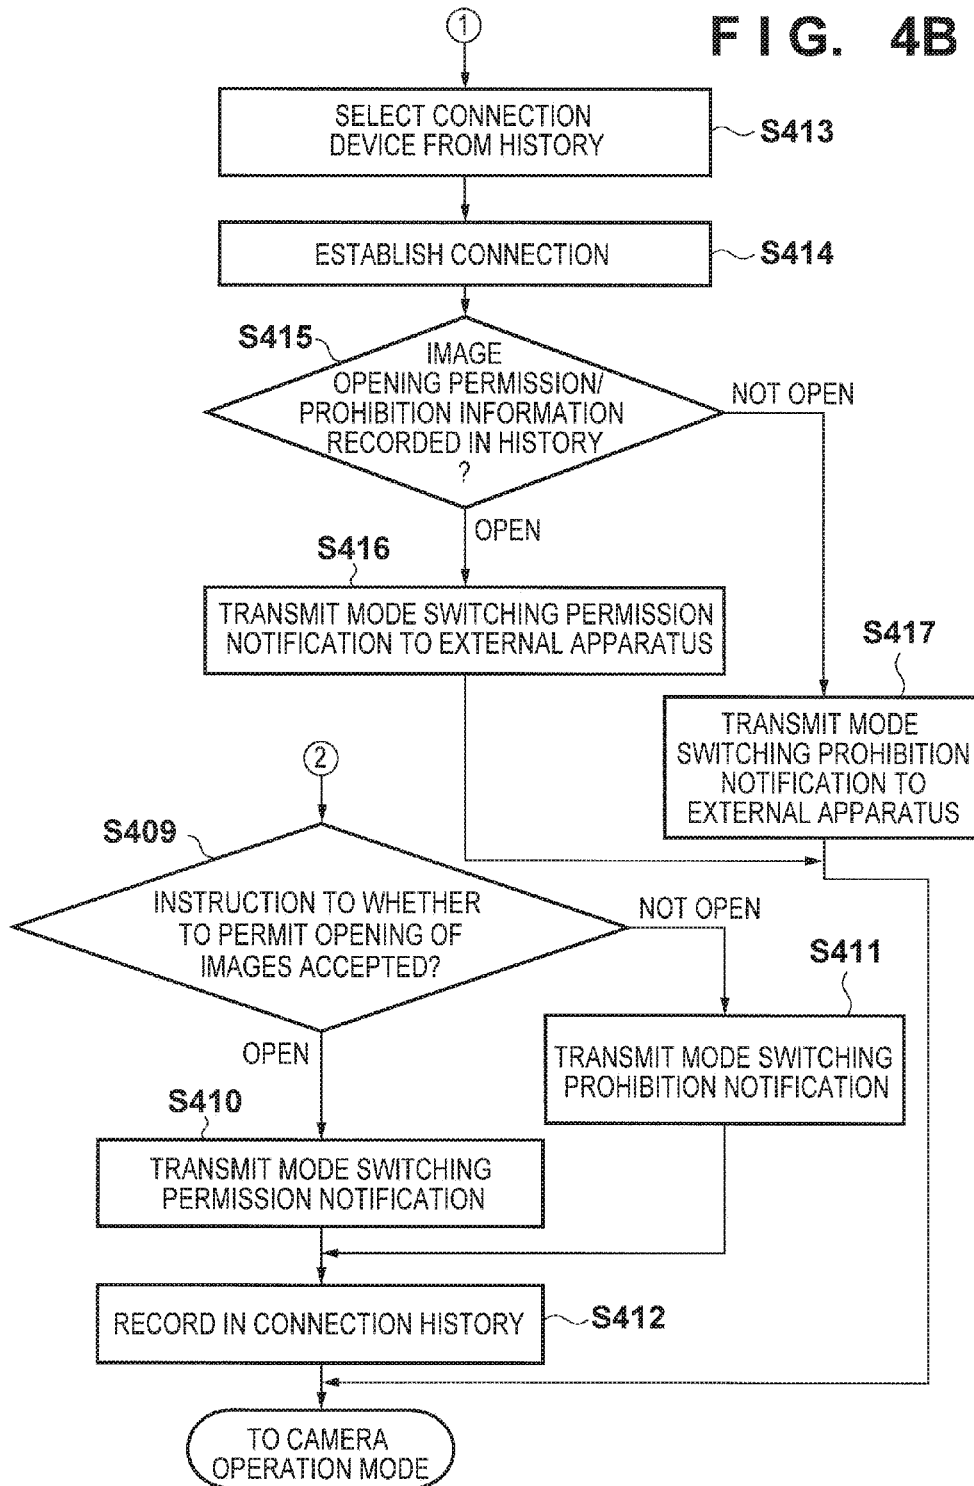 1
F I G. 4B
SELECT CONNECTION
DEVICE FROM HISTORY
S413
ESTABLISH CONNECTION
S414
S415
IMAGE
OPENING PERMISSION/
PROHIBITION INFORMATION
RECORDED IN HISTORY
?
NOT OPEN
OPEN
S416
TRANSMIT MODE SWITCHING PERMISSION
NOTIFICATION TO EXTERNAL APPARATUS
S417
TRANSMIT MODE
SWITCHING PROHIBITION
NOTIFICATION TO
EXTERNAL APPARATUS
2
S409
INSTRUCTION TO WHETHER
TO PERMIT OPENING OF
IMAGES ACCEPTED?
NOT OPEN
S411
TRANSMIT MODE SWITCHING
PROHIBITION NOTIFICATION
OPEN
S410
TRANSMIT MODE SWITCHING
PERMISSION NOTIFICATION
RECORD IN CONNECTION HISTORY
S412
TO CAMERA
OPERATION MODE